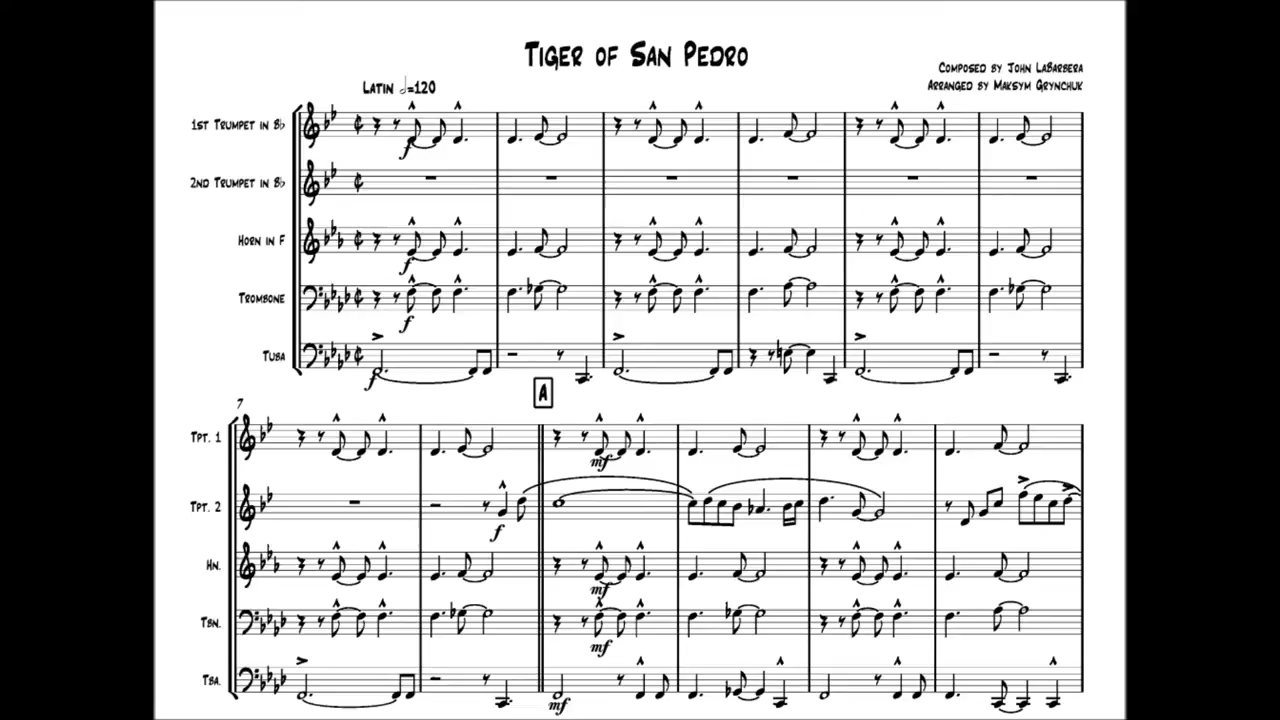 Tiger of San Pedro
Composed by John LaBarbera
Arranged by Maksym Grynchuk
Latin 𝅗𝅥=120
1st Trumpet in B♭
f
2nd Trumpet in B♭
Horn in F
f
Trombone
f
Tuba
f
A
7
Tpt. 1
mf
Tpt. 2
f
Hn.
mf
Tbn.
mf
Tba.
mf